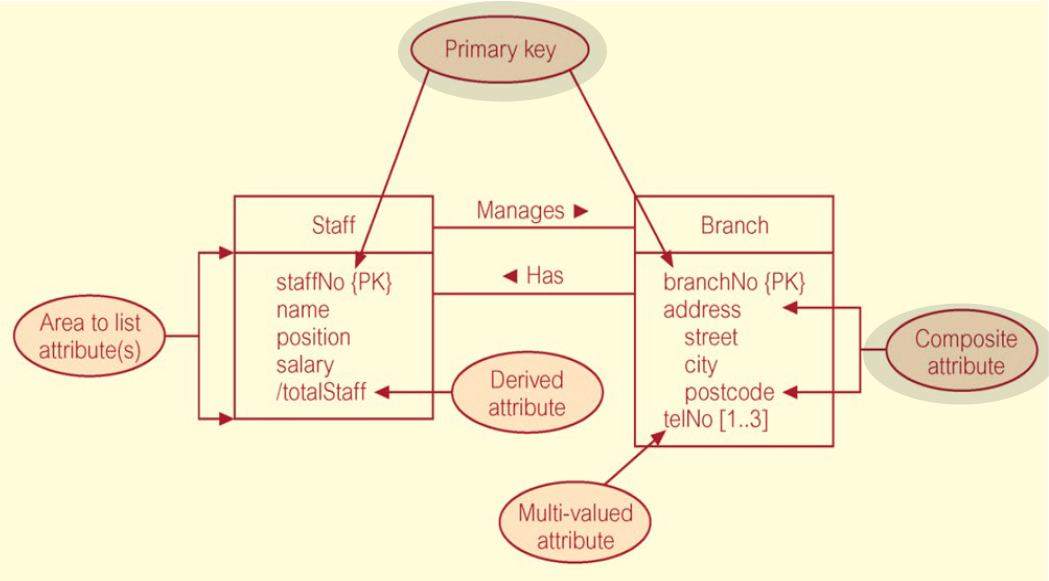 Primary key
Staff
Manages ►
Branch
◄ Has
staffNo {PK}
name
position
salary
/totalStaff
branchNo {PK}
address
street
city
postcode
telNo [1..3]
Area to list
attribute(s)
Derived
attribute
Composite
attribute
Multi-valued
attribute